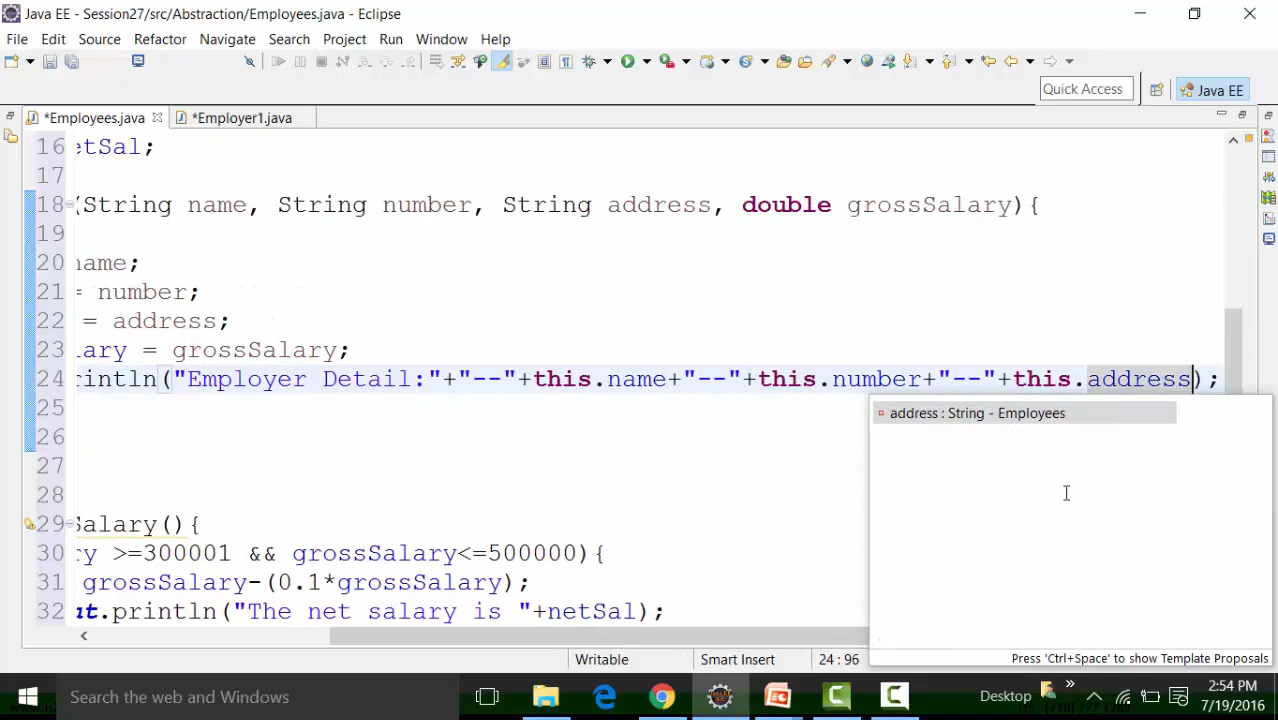 Java EE - Session27/src/Abstraction/Employees.java - Eclipse
File Edit Source Refactor Navigate Search Project Run Window Help
Quick Access Java EE
*Employees.java *Employer1.java
16 etSal;
17
18 (String name, String number, String address, double grossSalary){
19
20 name;
21 = number;
22 = address;
23 lary = grossSalary;
24 rintln("Employer Detail:"+"--"+this.name+"--"+this.number+"--"+this.address);
25
address : String - Employees
26
27
28
29 Salary(){
30 ry >=300001 && grossSalary<=500000){
31 grossSalary-(0.1*grossSalary);
32 ut.println("The net salary is "+netSal);
Press 'Ctrl+Space' to show Template Proposals
Writable Smart Insert 24 : 96
Search the web and Windows
Desktop
2:54 PM
7/19/2016